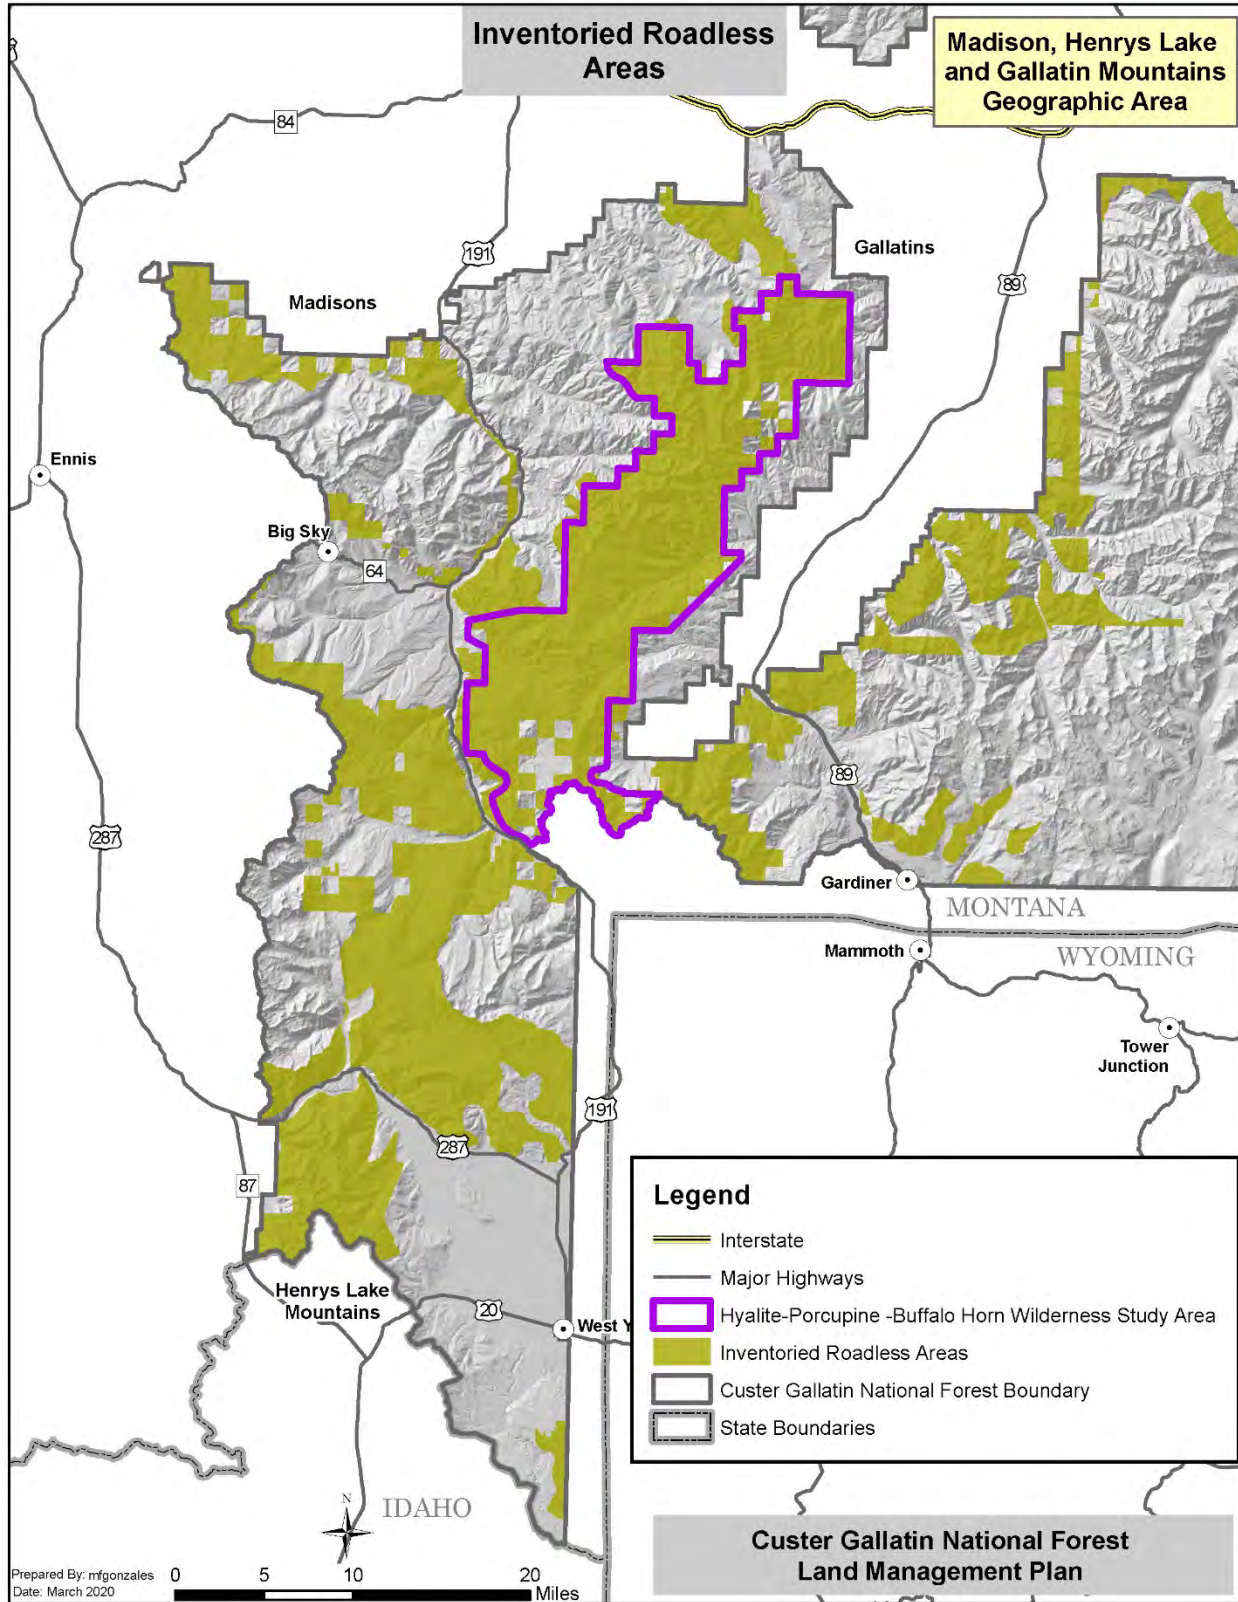 Inventoried Roadless
Areas
Madison, Henrys Lake
and Gallatin Mountains
Geographic Area
84
191
Gallatins
89
Madisons
Ennis
Big Sky
64
89
287
Gardiner
MONTANA
Mammoth
WYOMING
Tower
Junction
191
287
87
Henrys Lake
Mountains
20
West Y
N
IDAHO
Legend
Interstate
Major Highways
Hyalite-Porcupine -Buffalo Horn Wilderness Study Area
Inventoried Roadless Areas
Custer Gallatin National Forest Boundary
State Boundaries
Custer Gallatin National Forest
Land Management Plan
Prepared By: mfgonzales
Date: March 2020
0 5 10 20
Miles